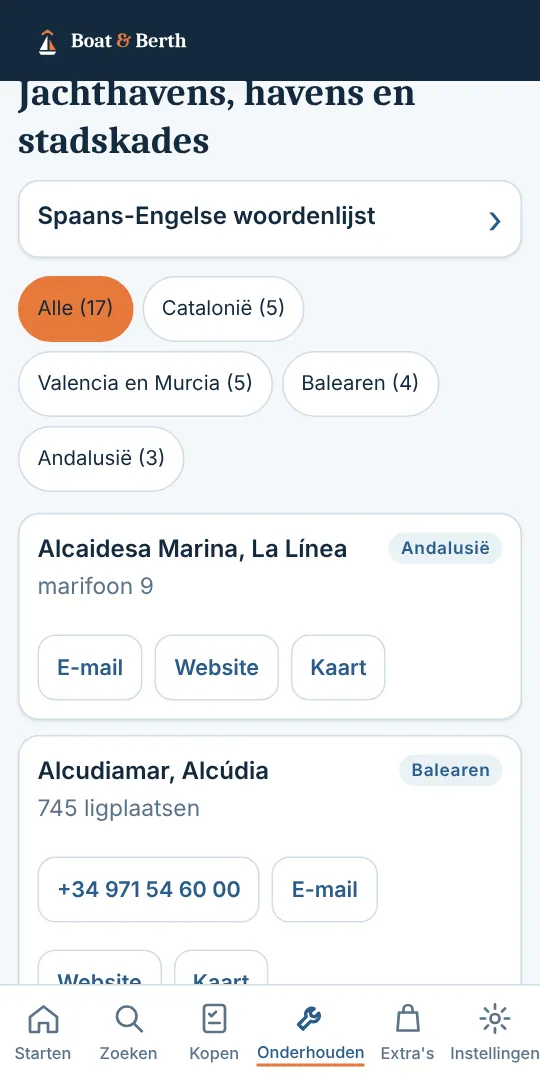 Boat & Berth
Jachthavens, havens en
stadskades
Spaans-Engelse woordenlijst
Alle (17)
Catalonië (5)
Valencia en Murcia (5)
Balearen (4)
Andalusië (3)
Alcaidesa Marina, La Línea
Andalusië
marifoon 9
E-mail
Website
Kaart
Alcudiamar, Alcúdia
Balearen
745 ligplaatsen
+34 971 54 60 00
E-mail
Website
Kaart
Starten
Zoeken
Kopen
Onderhouden
Extra's
Instellingen